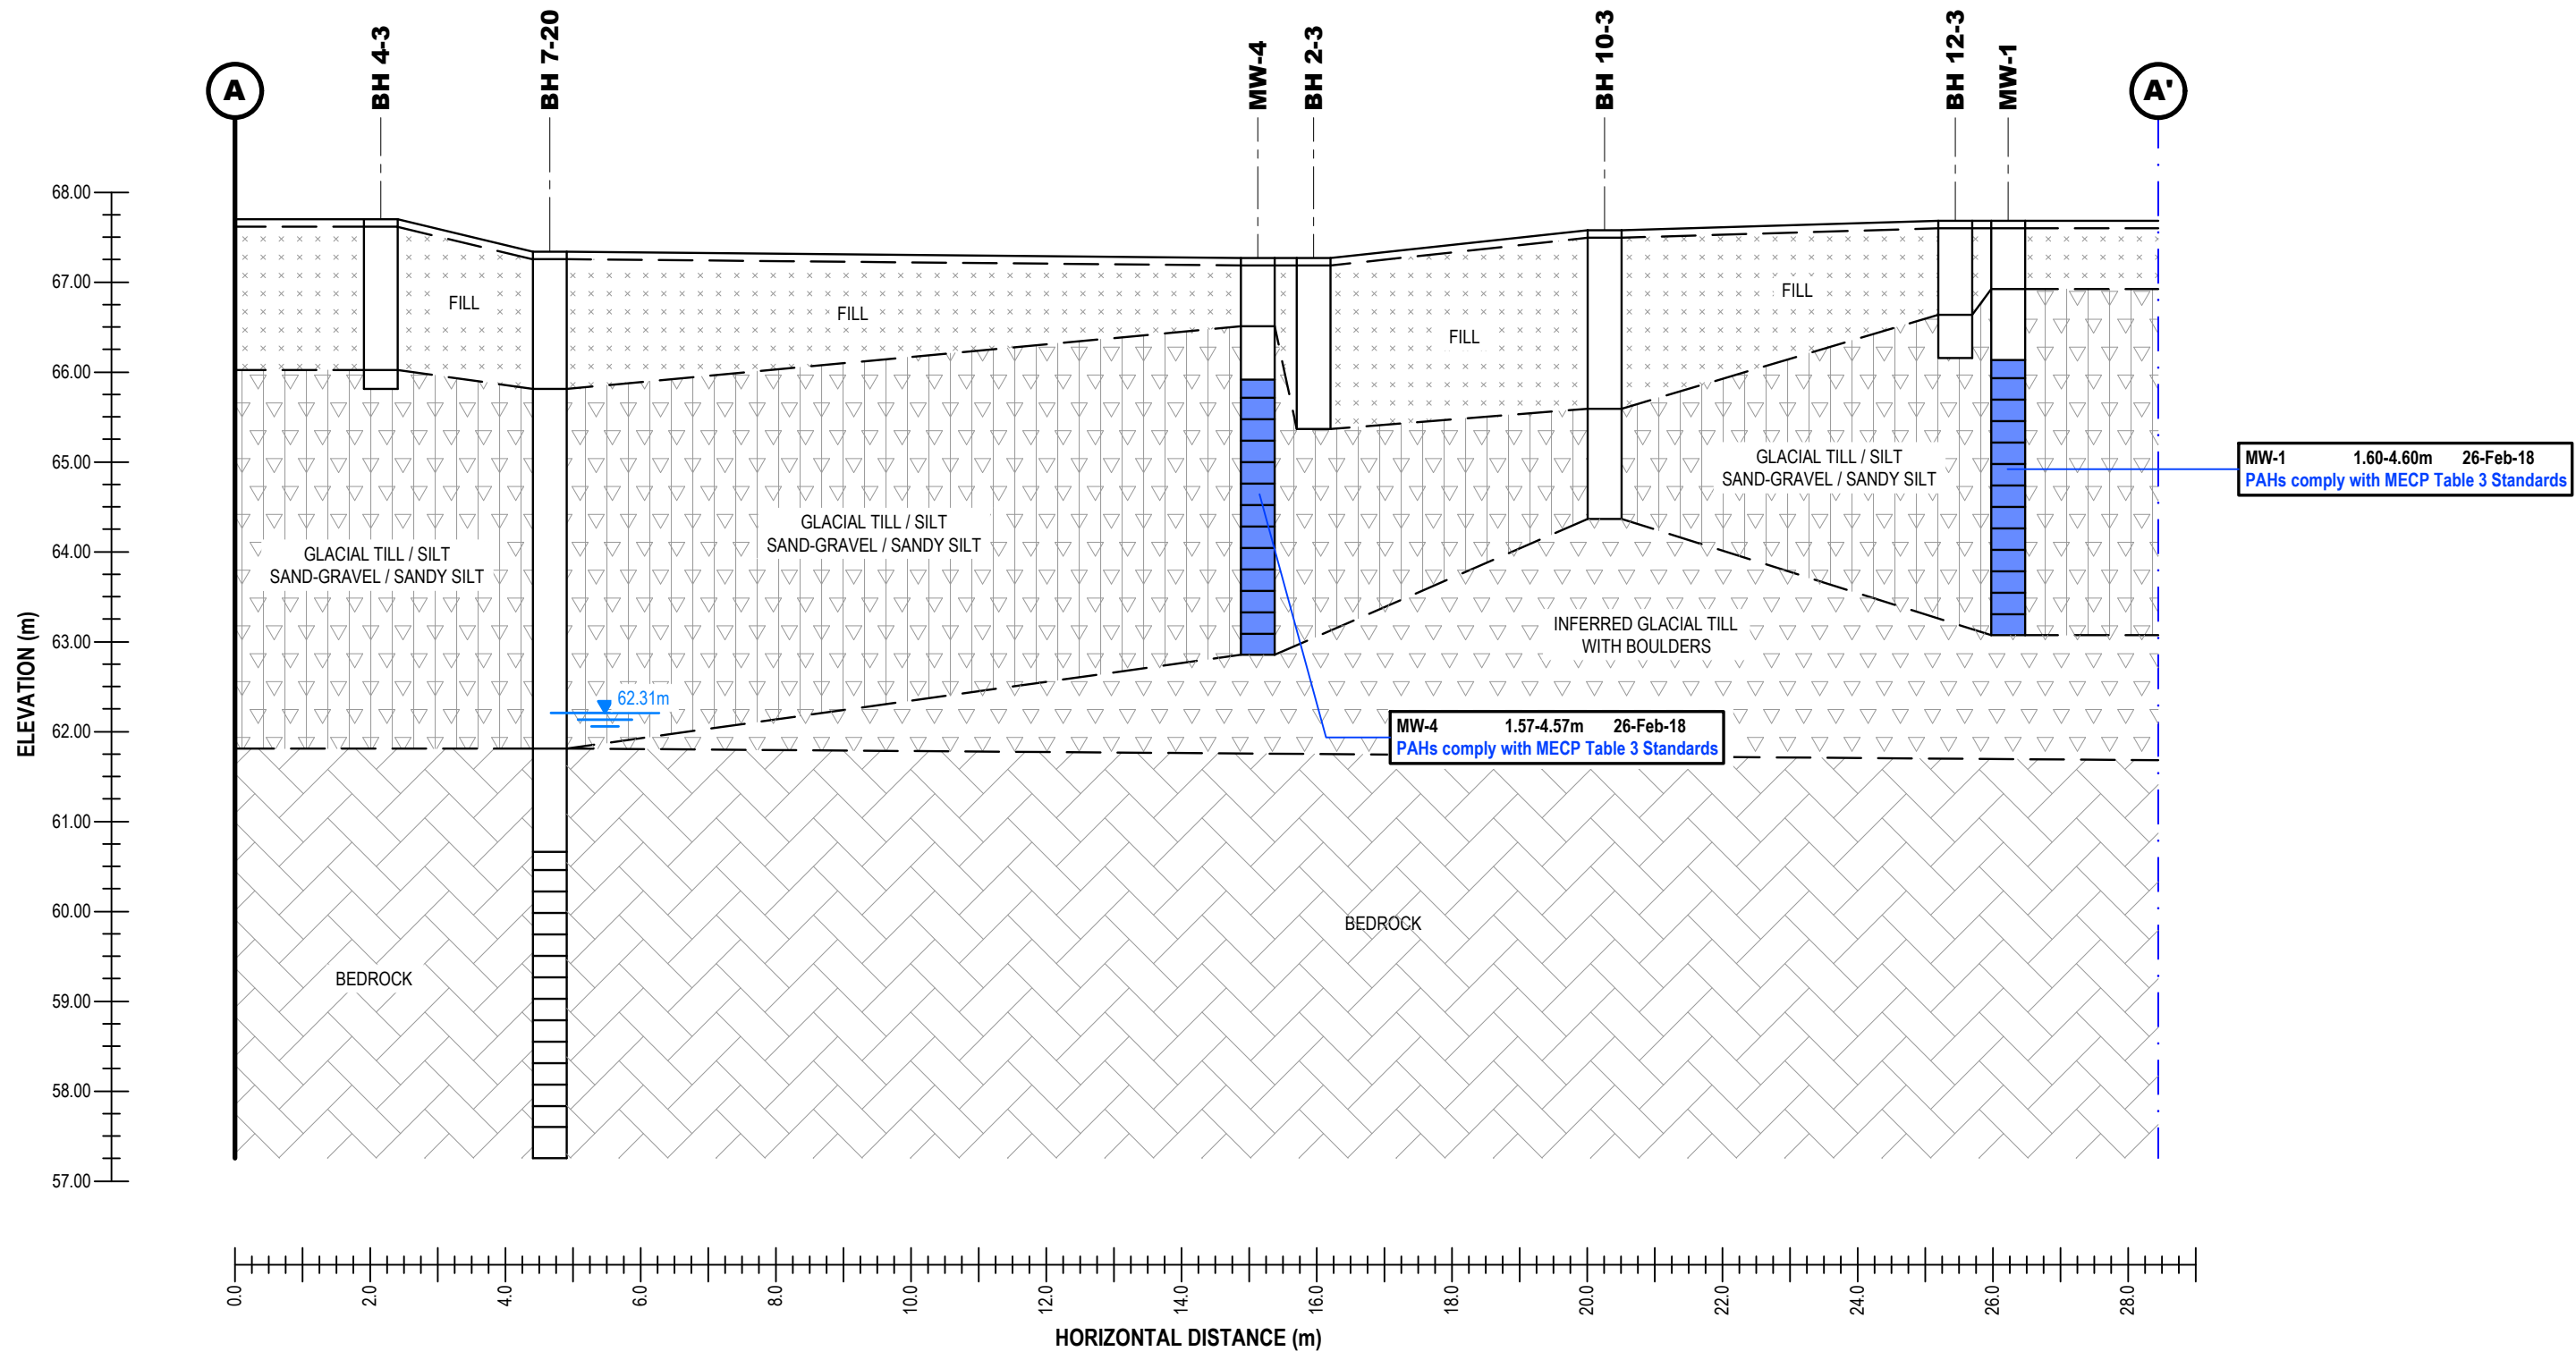 BH 4-3
BH 7-20
MW-4
BH 2-3
BH 10-3
BH 12-3
MW-1
A
A'
68.00
67.00
66.00
65.00
64.00
63.00
62.00
61.00
60.00
59.00
58.00
57.00
ELEVATION (m)
FILL
FILL
FILL
FILL
GLACIAL TILL / SILT
SAND-GRAVEL / SANDY SILT
GLACIAL TILL / SILT
SAND-GRAVEL / SANDY SILT
GLACIAL TILL / SILT
SAND-GRAVEL / SANDY SILT
MW-1 1.60-4.60m 26-Feb-18
PAHs comply with MECP Table 3 Standards
INFERRED GLACIAL TILL
WITH BOULDERS
62.31m
MW-4 1.57-4.57m 26-Feb-18
PAHs comply with MECP Table 3 Standards
BEDROCK
BEDROCK
0.0
2.0
4.0
6.0
8.0
10.0
12.0
14.0
16.0
18.0
20.0
22.0
24.0
26.0
28.0
HORIZONTAL DISTANCE (m)